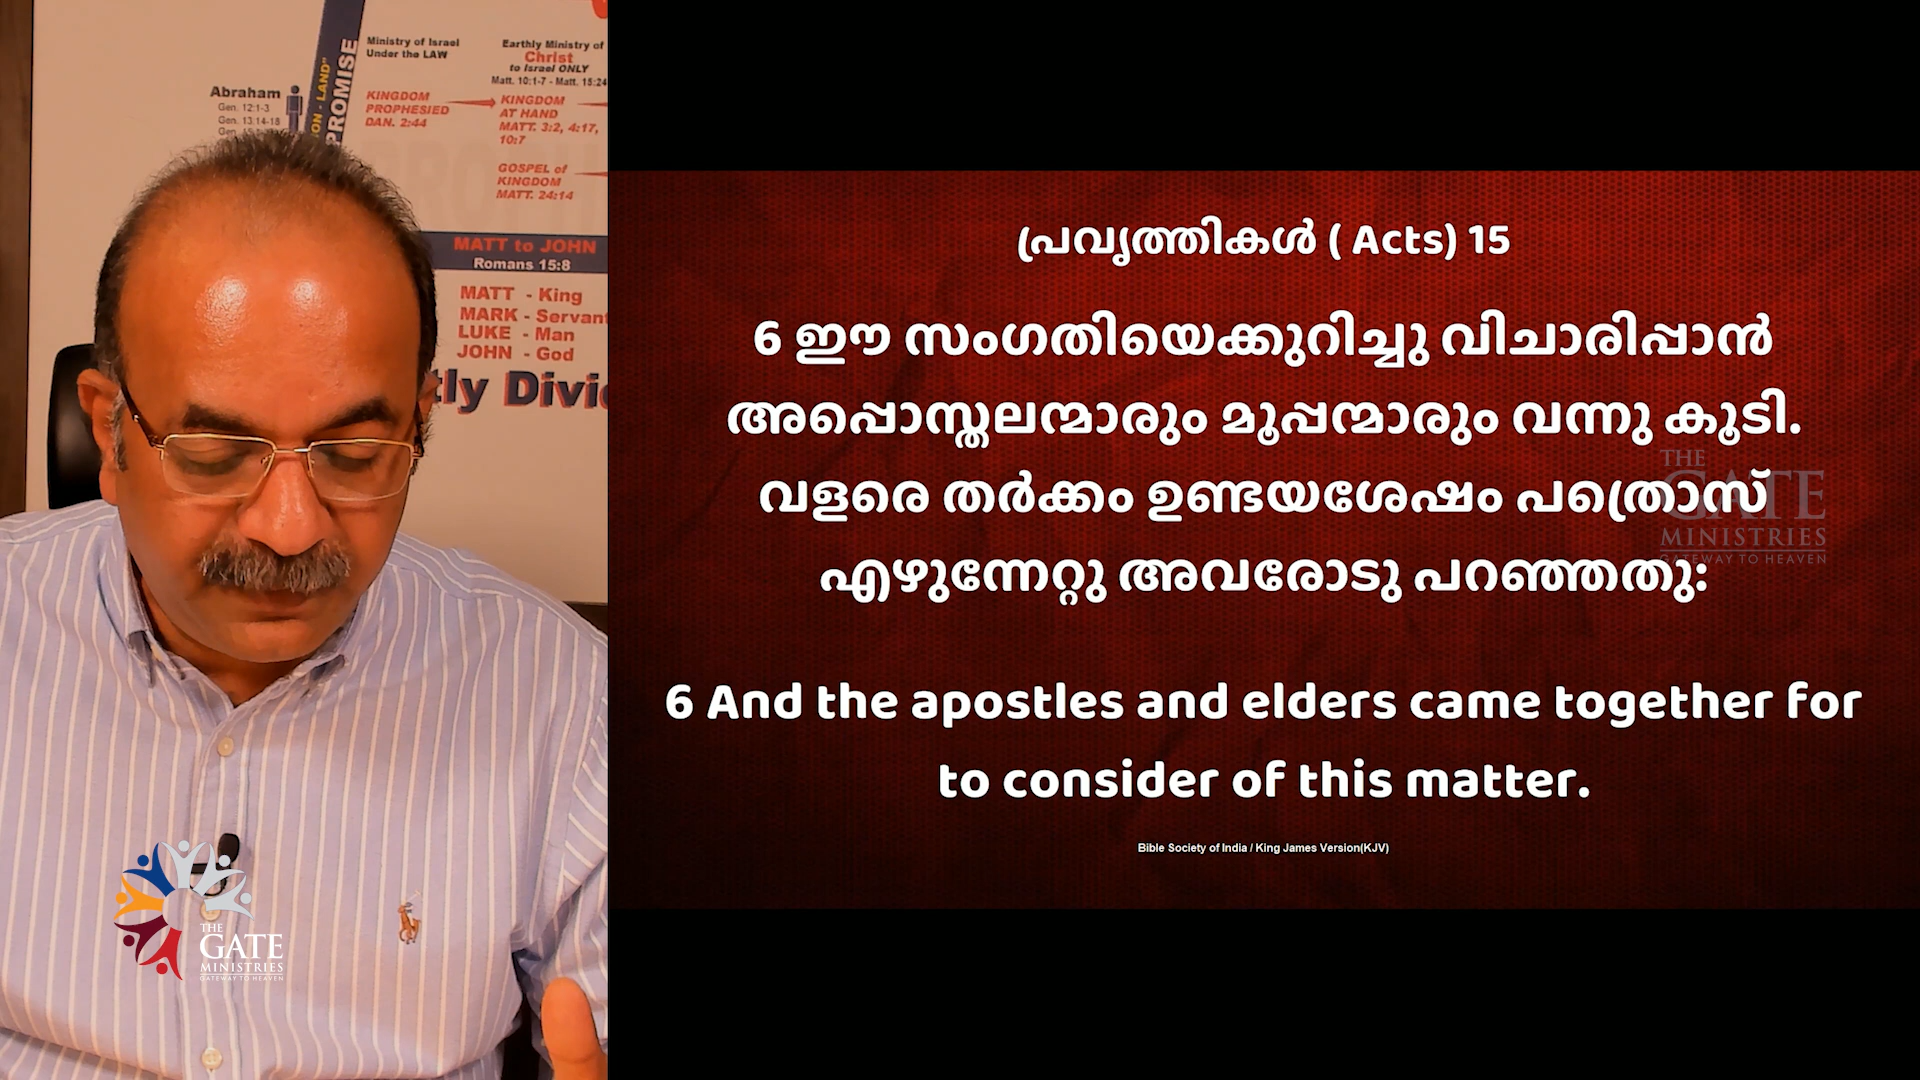 Ministry of Israel
Under the LAW
Earthly Ministry of
Christ
to Israel ONLY
Matt. 10:1-7 - Matt. 15:24
Abraham
Gen. 12:1-3
Gen. 13:14-18
LAND"
PROMISE
KINGDOM
PROPHESIED
DAN. 2:44
KINGDOM
AT HAND
MATT. 3:2, 4:17,
10:7
GOSPEL of
KINGDOM
MATT. 24:14
MATT to JOHN
Romans 15:8
MATT - King
MARK - Servant
LUKE - Man
JOHN - God
പ്രവൃത്തികൾ ( Acts) 15
6 ഈ സംഗതിയെക്കുറിച്ചു വിചാരിപ്പാൻ
അപ്പൊസ്തലന്മാരും മൂപ്പന്മാരും വന്നു കൂടി.
വളരെ തർക്കം ഉണ്ടയശേഷം പത്രൊസ്
എഴുന്നേറ്റു അവരോടു പറഞ്ഞതു:
6 And the apostles and elders came together for
to consider of this matter.
Bible Society of India / King James Version(KJV)
THE
GATE
MINISTRIES
GATEWAY TO HEAVEN
THE
GATE
MINISTRIES
GATEWAY TO HEAVEN